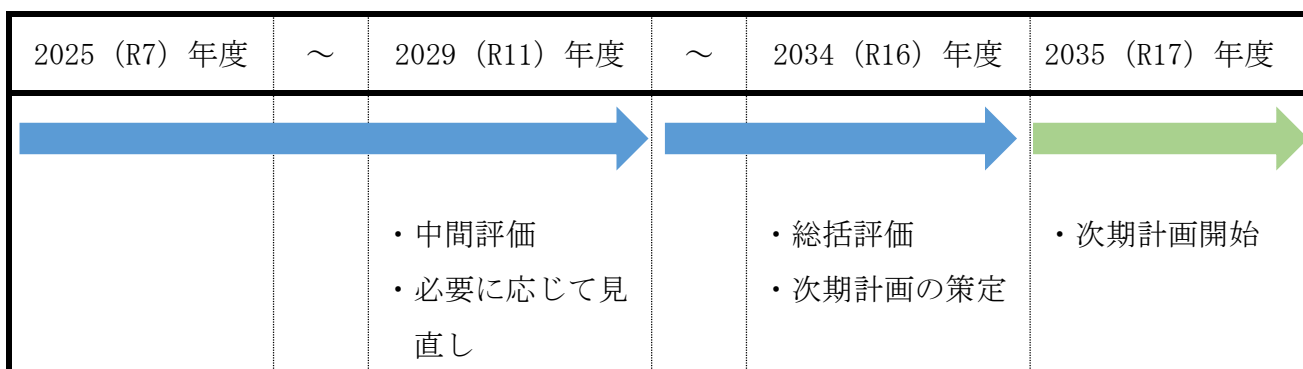 2025（R7）年度 ～ 2029（R11）年度 ～ 2034（R16）年度 2035（R17）年度
・中間評価
・必要に応じて見
直し
・総括評価
・次期計画の策定
・次期計画開始